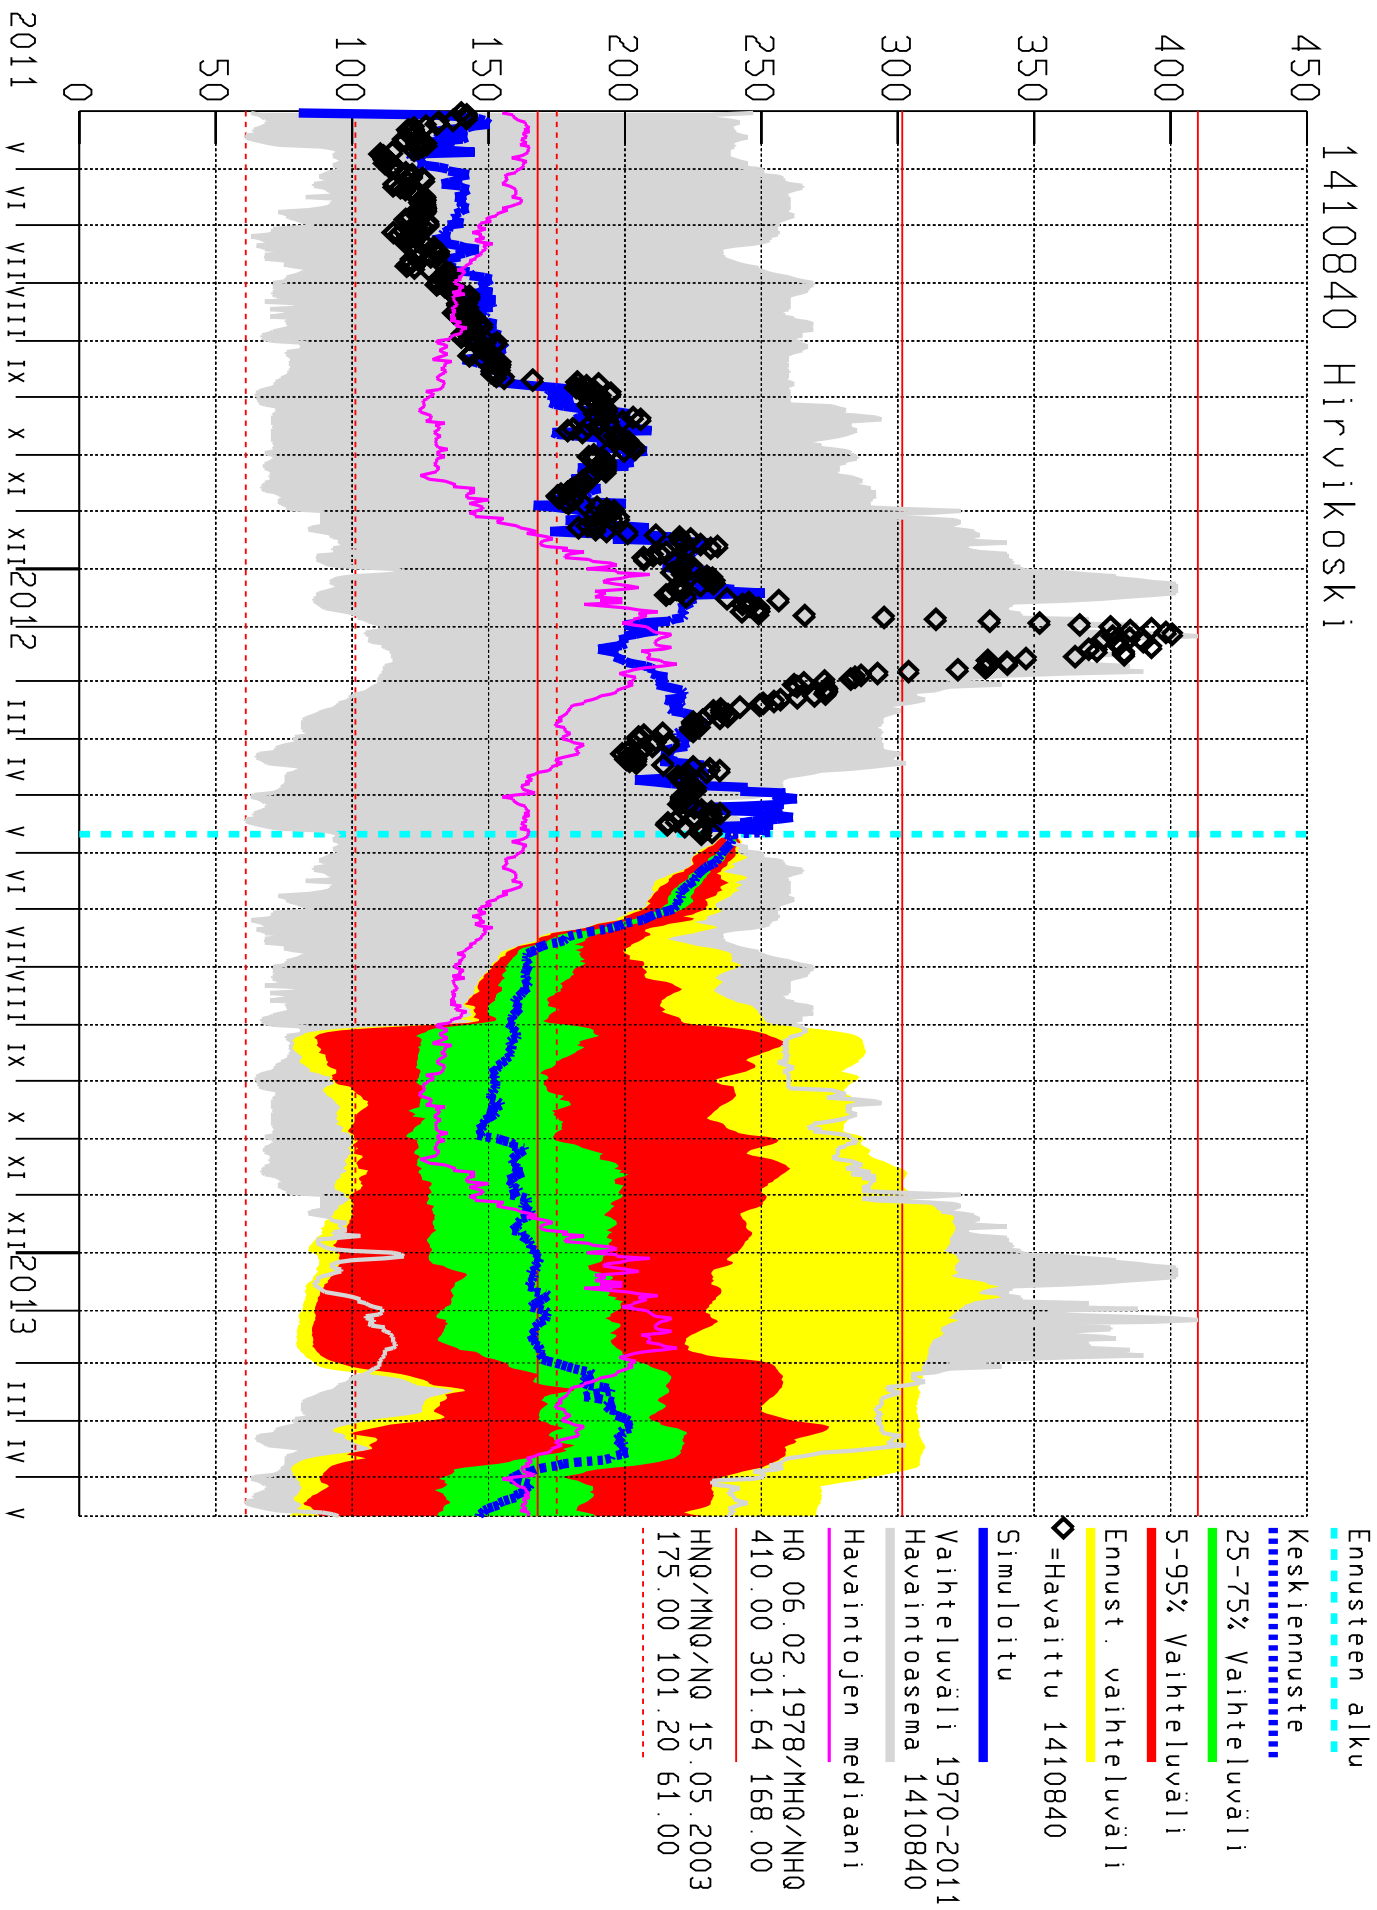 1410840 Hirvikoski
450
400
350
300
250
200
150
100
50
0
2011 V VI VII VIII IX X XI XII 2012 III IV V VI VII VIII IX X XI XII 2013 III IV V
Ennusteen alku
Keskiennuste
25-75% Vaihteluväli
5-95% Vaihteluväli
Ennust. vaihteluväli
=Havaittu 1410840
Simuloitu
Vaihteluväli 1970-2011
Havaintoasema 1410840
Havaintojen mediaani
HQ 06.02.1978/MHQ/NHQ
410.00 301.64 168.00
HNQ/MNQ/NQ 15.05.2003
175.00 101.20 61.00